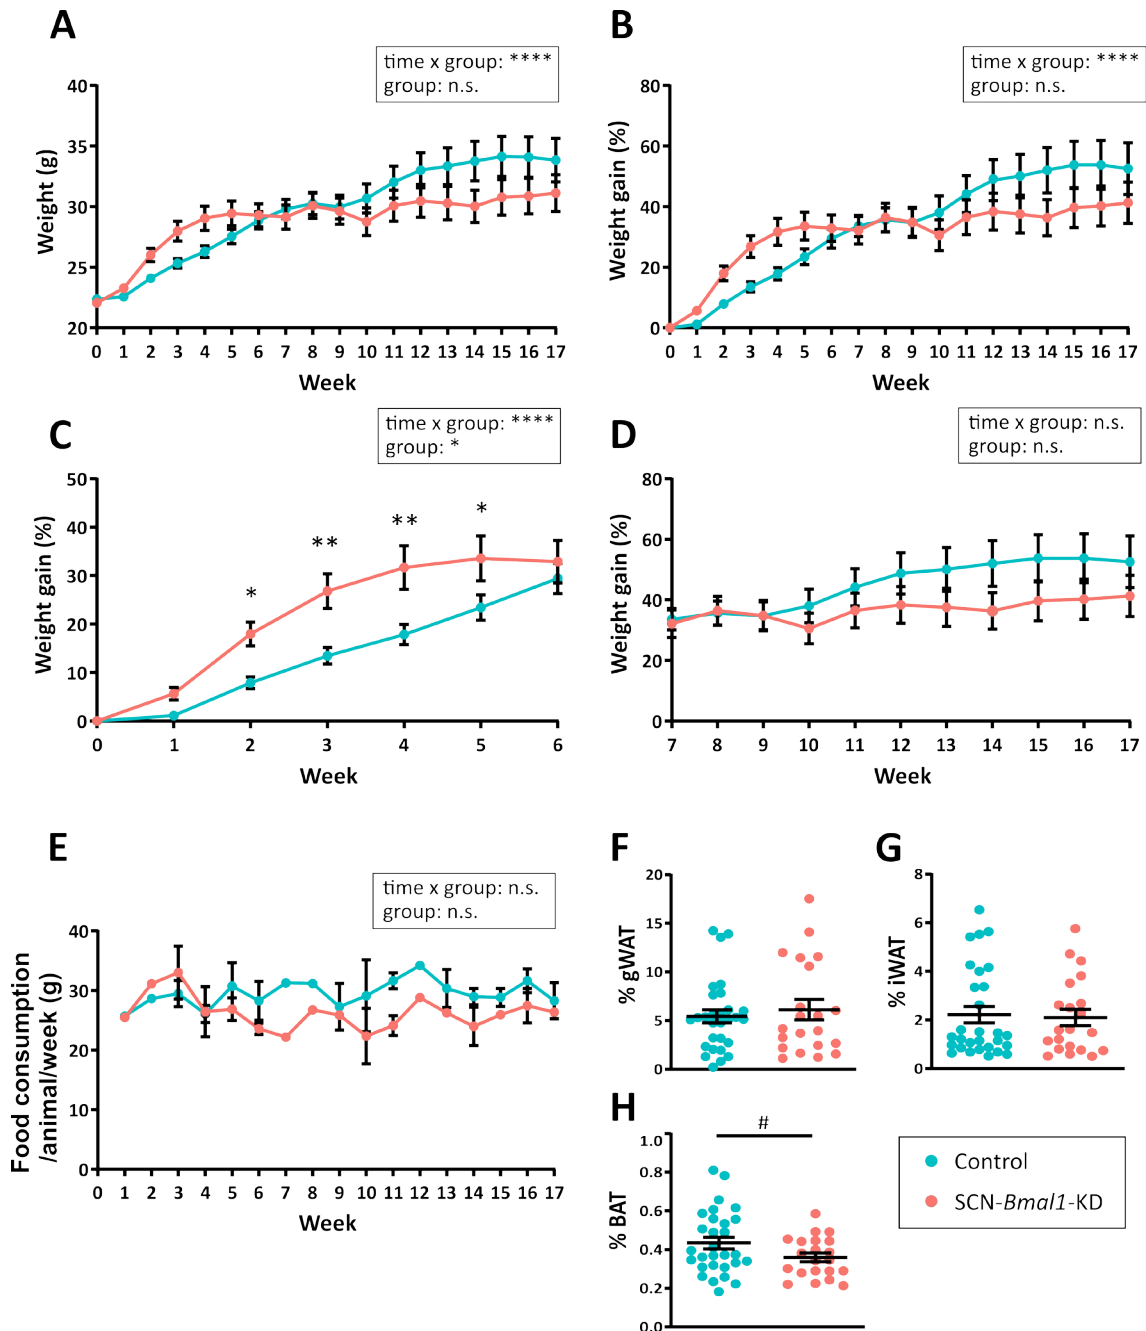 A
time x group: ****
group: n.s.
Weight (g)
40
35
30
25
20
0 1 2 3 4 5 6 7 8 9 10 11 12 13 14 15 16 17
Week
B
time x group: ****
group: n.s.
Weight gain (%)
80
60
40
20
0
0 1 2 3 4 5 6 7 8 9 10 11 12 13 14 15 16 17
Week
C
time x group: ****
group: *
Weight gain (%)
50
40
30
20
10
0
* ** ** *
0 1 2 3 4 5 6
Week
D
time x group: n.s.
group: n.s.
Weight gain (%)
80
60
40
20
0
7 8 9 10 11 12 13 14 15 16 17
Week
E
time x group: n.s.
group: n.s.
Food consumption
/animal/week (g)
40
30
20
30
10
0
0 1 2 3 4 5 6 7 8 9 10 11 12 13 14 15 16 17
Week
F
% gWAT
20
15
10
5
0
G
% iWAT
8
6
4
2
0
H
#
% BAT
1.0
0.8
0.6
0.4
0.2
0.0
Control
SCN-Bmal1-KD